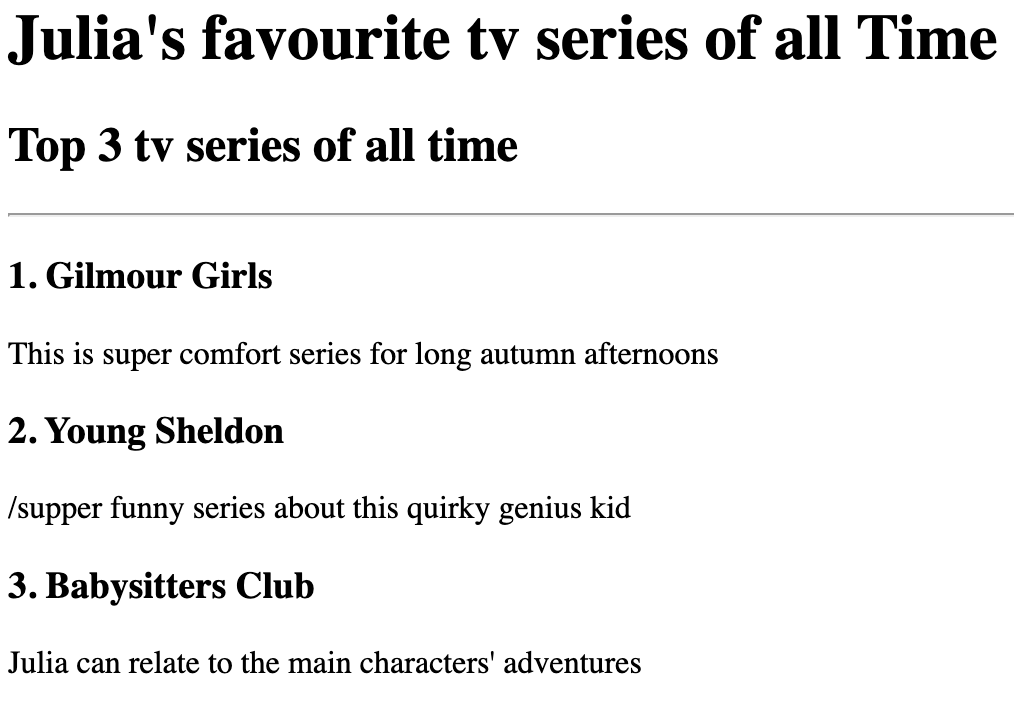 Julia's favourite tv series of all Time
Top 3 tv series of all time
1. Gilmour Girls
This is super comfort series for long autumn afternoons
2. Young Sheldon
/supper funny series about this quirky genius kid
3. Babysitters Club
Julia can relate to the main characters' adventures